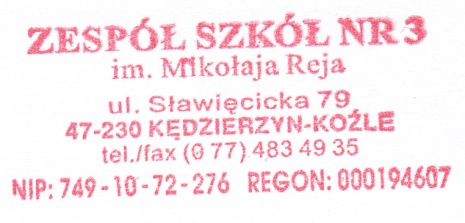 ZESPÓŁ SZKÓŁ NR 3
im. Mikołaja Reja
ul. Sławięcicka 79
47-230 KĘDZIERZYN-KOŹLE
tel./fax (0 77) 483 49 35
NIP: 749-10-72-276 REGON: 000194607